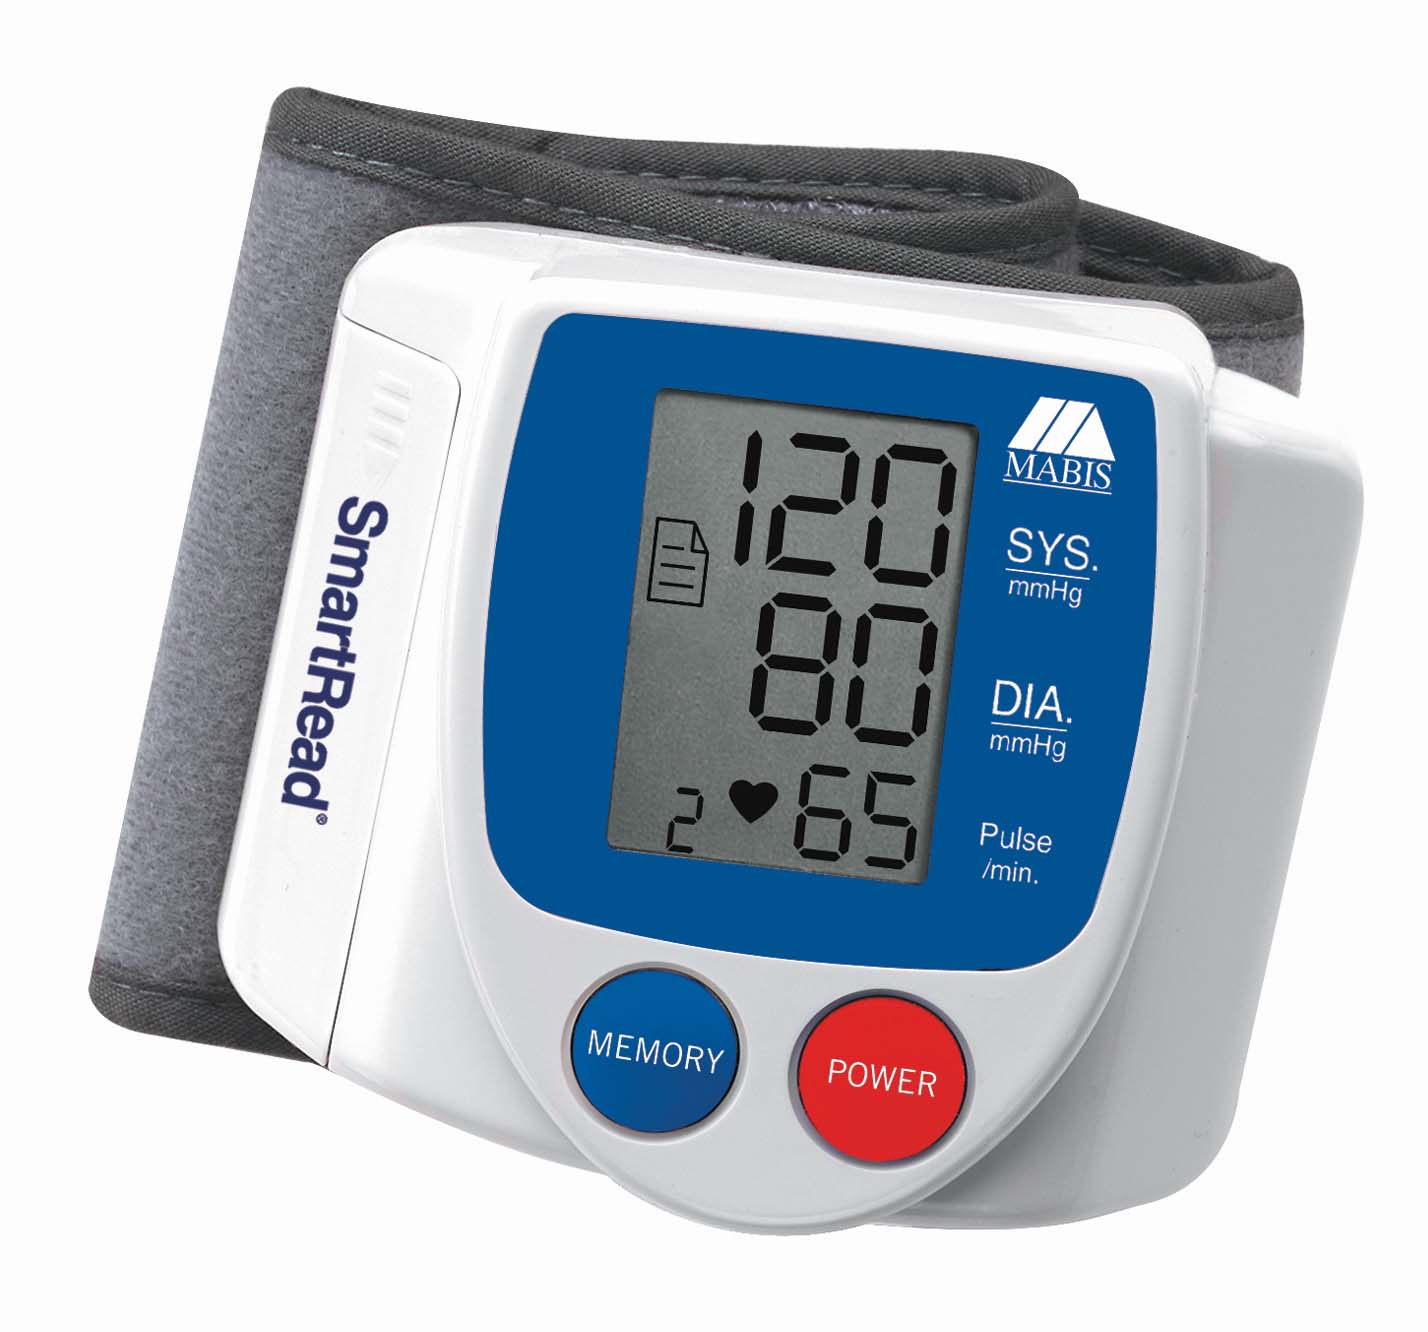 MABIS
120
SYS.
mmHg
80
DIA.
mmHg
2 65
Pulse
/min.
SmartRead®
MEMORY
POWER